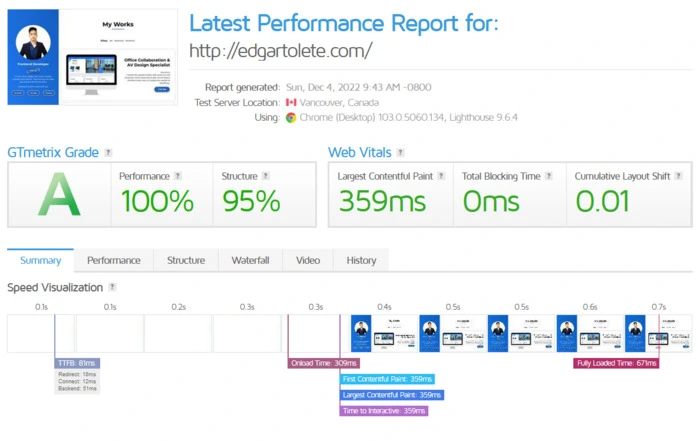 Latest Performance Report for:
http://edgartolete.com/
Report generated: Sun, Dec 4, 2022 9:43 AM -0800
Test Server Location: Vancouver, Canada
Using: Chrome (Desktop) 103.0.5060.134, Lighthouse 9.6.4
My Works
Office Collaboration &
AV Design Specialist
Frontend Developer
GTmetrix Grade ?
Web Vitals ?
A
Performance ?
100%
Structure ?
95%
Largest Contentful Paint ?
359ms
Total Blocking Time ?
0ms
Cumulative Layout Shift ?
0.01
Summary Performance Structure Waterfall Video History
Speed Visualization ?
0.1s 0.1s 0.2s 0.2s 0.3s 0.4s 0.5s 0.5s 0.6s 0.7s
TTFB: 81ms
Redirect: 18ms
Connect: 12ms
Backend: 51ms
Onload Time: 309ms
Fully Loaded Time: 671ms
First Contentful Paint: 359ms
Largest Contentful Paint: 359ms
Time to Interactive: 359ms